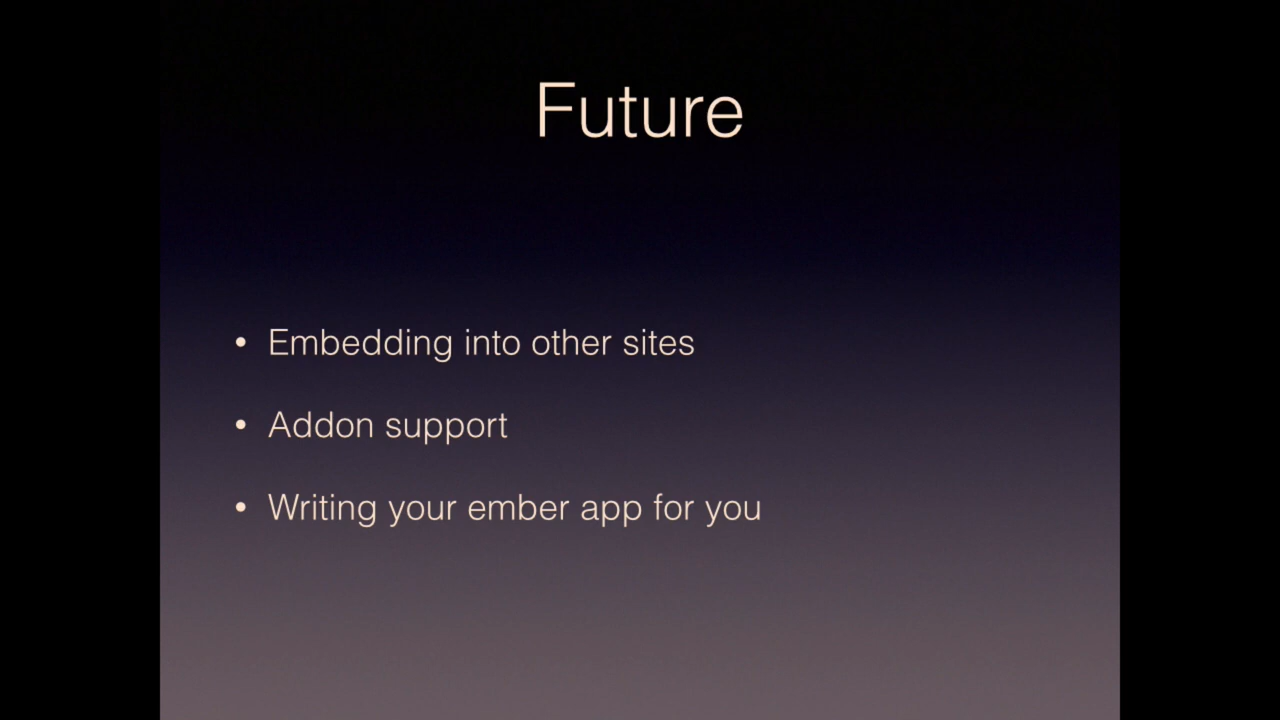 Future
• Embedding into other sites
• Addon support
• Writing your ember app for you